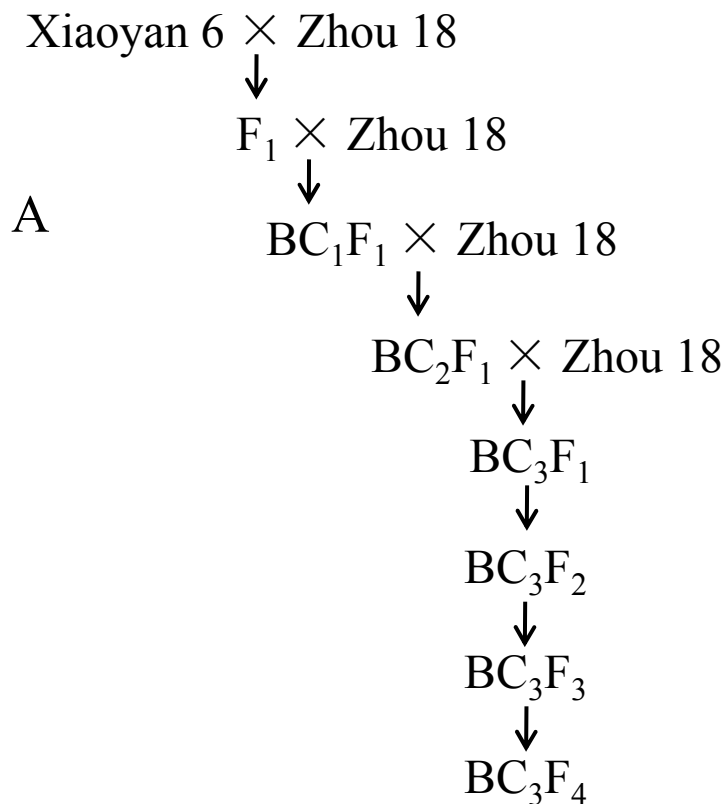 Xiaoyan 6 × Zhou 18
F₁ × Zhou 18
A
BC₁F₁ × Zhou 18
BC₂F₁ × Zhou 18
BC₃F₁
BC₃F₂
BC₃F₃
BC₃F₄